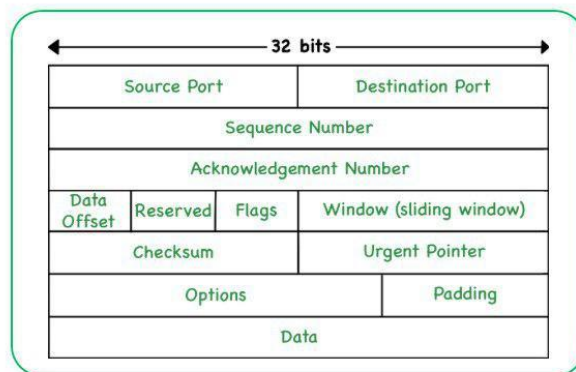 32 bits
Source Port Destination Port
Sequence Number
Acknowledgement Number
Data Offset Reserved Flags Window (sliding window)
Checksum Urgent Pointer
Options Padding
Data